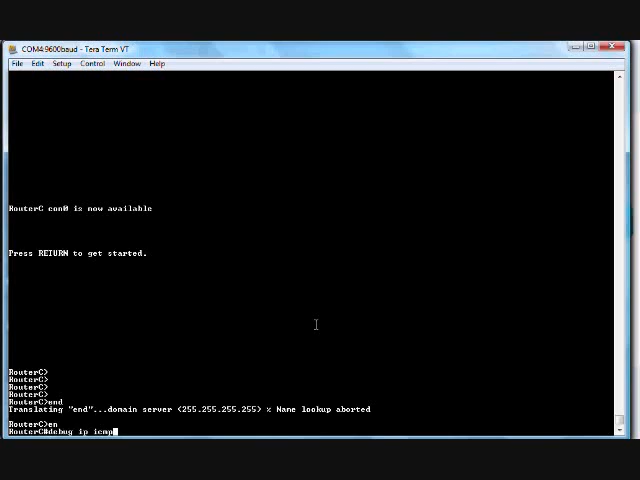 COM4:9600baud - Tera Term VT
File Edit Setup Control Window Help
RouterC con0 is now available
Press RETURN to get started.
RouterC>
RouterC>
RouterC>
RouterC>
RouterC>end
Translating "end"...domain server (255.255.255.255) % Name lookup aborted
RouterC>en
RouterC#debug ip icmp